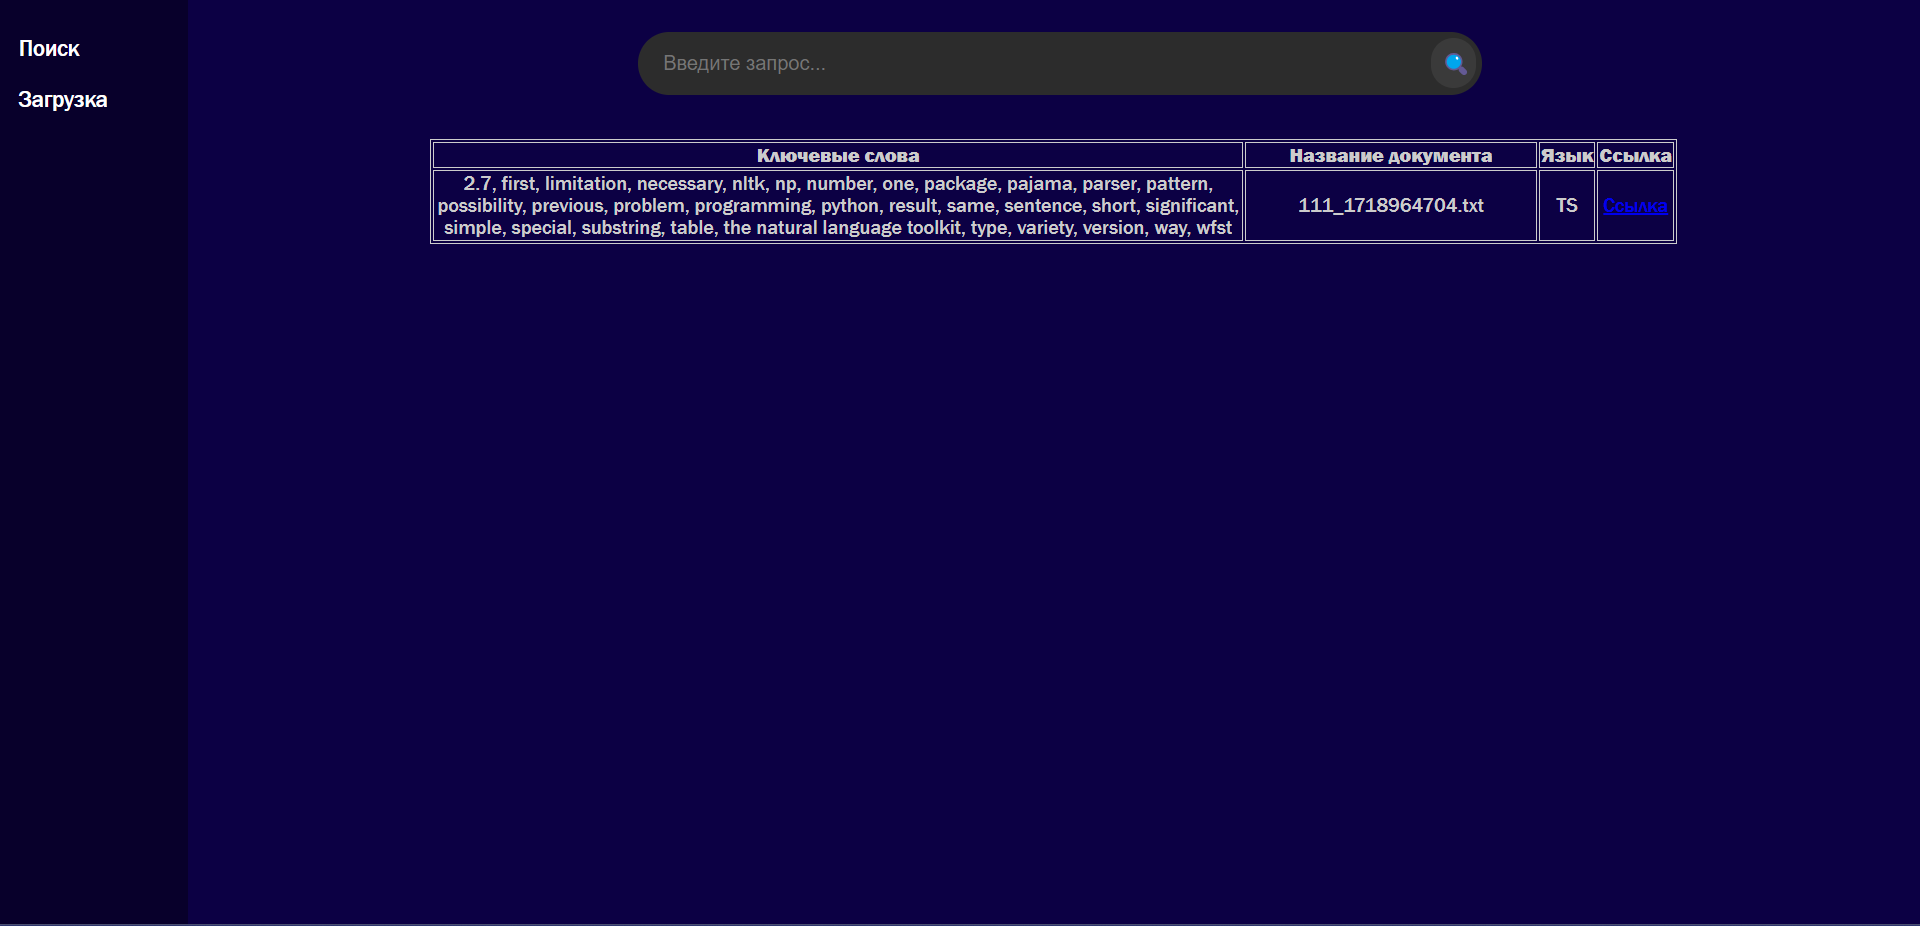 Поиск
Загрузка
Введите запрос...
Ключевые слова Название документа Язык Ссылка
2.7, first, limitation, necessary, nltk, np, number, one, package, pajama, parser, pattern,
possibility, previous, problem, programming, python, result, same, sentence, short, significant,
simple, special, substring, table, the natural language toolkit, type, variety, version, way, wfst
111_1718964704.txt
TS
Ссылка